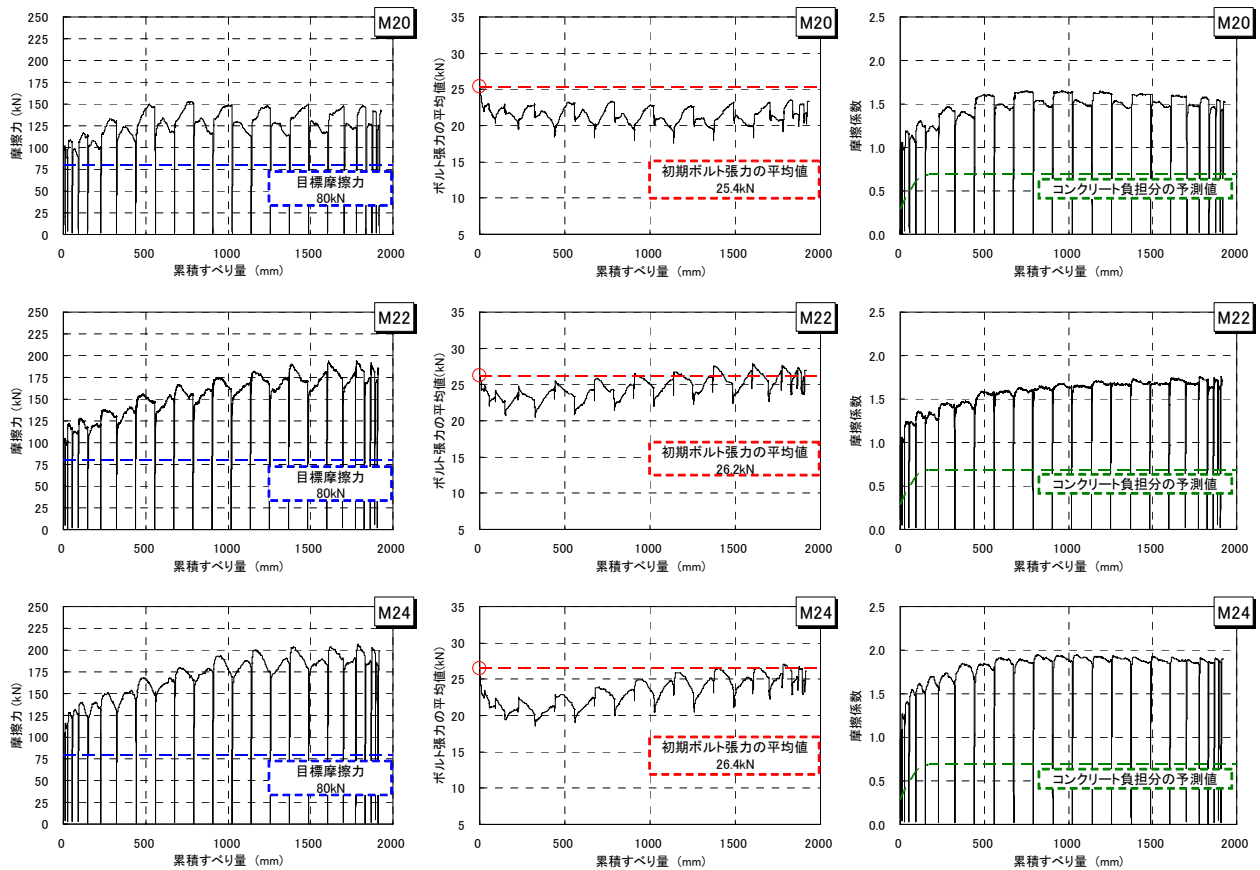 M20
250
225
200
175
150
125
100
75
50
25
0
摩擦力 (kN)
目標摩擦力
80kN
0
500
1000
1500
2000
累積すべり量 (mm)
M20
35
30
25
20
15
10
5
ボルト張力の平均値(kN)
初期ボルト張力の平均値
25.4kN
0
500
1000
1500
2000
累積すべり量 (mm)
M20
2.5
2.0
1.5
1.0
0.5
0.0
摩擦係数
コンクリート負担分の予測値
0
500
1000
1500
2000
累積すべり量 (mm)
M22
250
225
200
175
150
125
100
75
50
25
0
摩擦力 (kN)
目標摩擦力
80kN
0
500
1000
1500
2000
累積すべり量 (mm)
M22
35
30
25
20
15
10
5
ボルト張力の平均値(kN)
初期ボルト張力の平均値
26.2kN
0
500
1000
1500
2000
累積すべり量 (mm)
M22
2.5
2.0
1.5
1.0
0.5
0.0
摩擦係数
コンクリート負担分の予測値
0
500
1000
1500
2000
累積すべり量 (mm)
M24
250
225
200
175
150
125
100
75
50
25
0
摩擦力 (kN)
目標摩擦力
80kN
0
500
1000
1500
2000
累積すべり量 (mm)
M24
35
30
25
20
15
10
5
ボルト張力の平均値(kN)
初期ボルト張力の平均値
26.4kN
0
500
1000
1500
2000
累積すべり量 (mm)
M24
2.5
2.0
1.5
1.0
0.5
0.0
摩擦係数
コンクリート負担分の予測値
0
500
1000
1500
2000
累積すべり量 (mm)